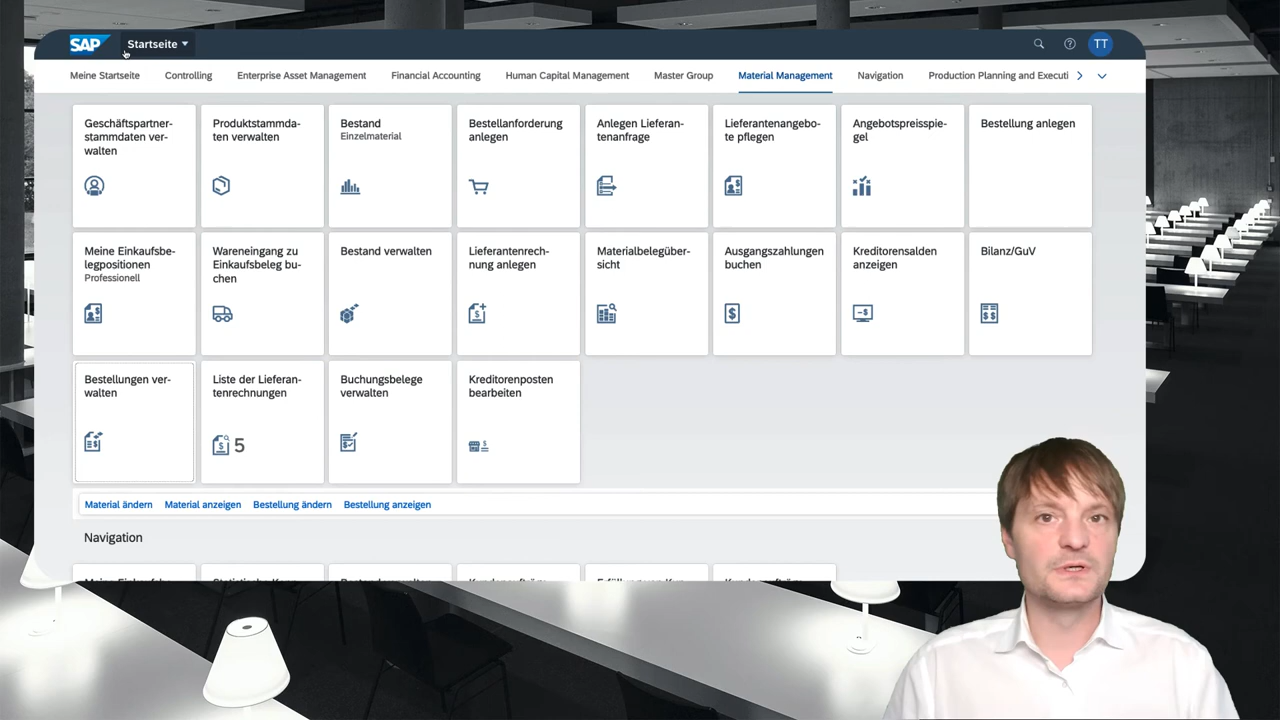 SAP Startseite
TT
Meine Startseite Controlling Enterprise Asset Management Financial Accounting Human Capital Management Master Group Material Management Navigation Production Planning and Executi
Geschäftspartner-
stammdaten ver-
walten
Produktstammda-
ten verwalten
Bestand
Einzelmaterial
Bestellanforderung
anlegen
Anlegen Lieferan-
tenanfrage
Lieferantenangebo-
te pflegen
Angebotspreisspie-
gel
Bestellung anlegen
Meine Einkaufsbe-
legpositionen
Professionell
Wareneingang zu
Einkaufsbeleg bu-
chen
Bestand verwalten
Lieferantenrech-
nung anlegen
Materialbelegüber-
sicht
Ausgangszahlungen
buchen
Kreditorensalden
anzeigen
Bilanz/GuV
Bestellungen ver-
walten
Liste der Lieferan-
tenrechnungen
5
Buchungsbelege
verwalten
Kreditorenposten
bearbeiten
Material ändern Material anzeigen Bestellung ändern Bestellung anzeigen
Navigation